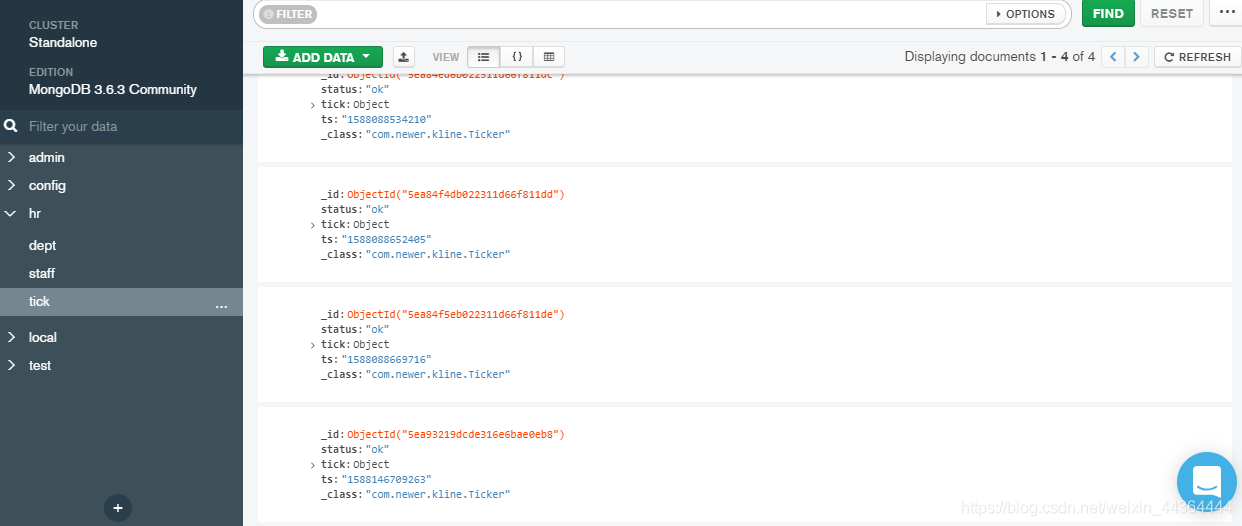 CLUSTER
Standalone
EDITION
MongoDB 3.6.3 Community
Filter your data
admin
config
hr
dept
staff
tick ...
local
test
FILTER
OPTIONS
FIND
RESET
...
ADD DATA
VIEW
{}
Displaying documents 1 - 4 of 4
REFRESH
_id:ObjectId("5ea84ed6b022311d66f811dc")
status:"ok"
tick:Object
ts:"1588088534210"
_class:"com.newer.kline.Ticker"
_id:ObjectId("5ea84f4db022311d66f811dd")
status:"ok"
tick:Object
ts:"1588088652405"
_class:"com.newer.kline.Ticker"
_id:ObjectId("5ea84f5eb022311d66f811de")
status:"ok"
tick:Object
ts:"1588088669716"
_class:"com.newer.kline.Ticker"
_id:ObjectId("5ea93219dcde316e6bae0eb8")
status:"ok"
tick:Object
ts:"1588146709263"
_class:"com.newer.kline.Ticker"
https://blog.csdn.net/weixin_44364444